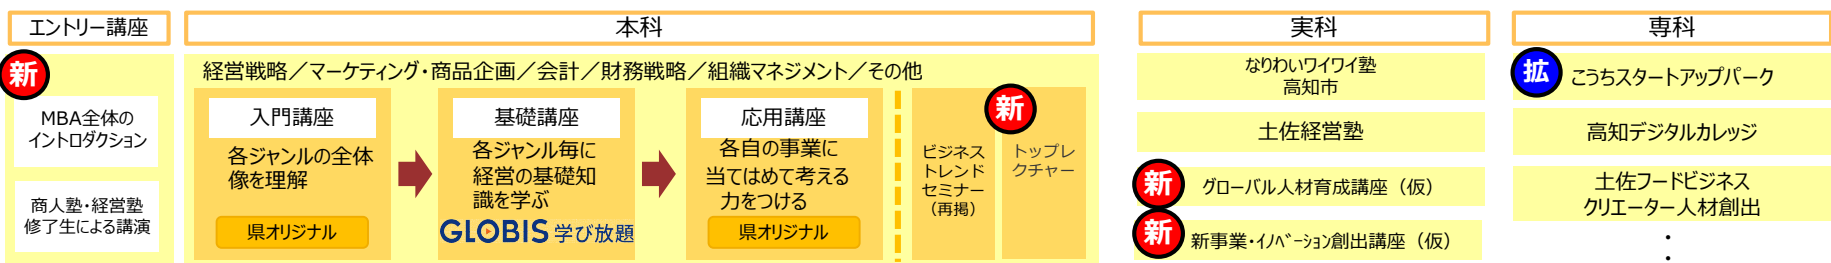 エントリー講座
新
MBA全体の
イントロダクション
商人塾・経営塾
修了生による講演
本科
経営戦略／マーケティング・商品企画／会計／財務戦略／組織マネジメント／その他
入門講座
各ジャンルの全体
像を理解
県オリジナル
基礎講座
各ジャンル毎に
経営の基礎知
識を学ぶ
GLOBIS 学び放題
応用講座
各自の事業に
当てはめて考える
力をつける
県オリジナル
ビジネス
トレンド
セミナー
（再掲）
新
トップレ
クチャー
実科
なりわいワイワイ塾
高知市
土佐経営塾
新
グローバル人材育成講座（仮）
新
新事業・イノベーション創出講座（仮）
専科
拡
こうちスタートアップパーク
高知デジタルカレッジ
土佐フードビジネス
クリエーター人材創出
・
・